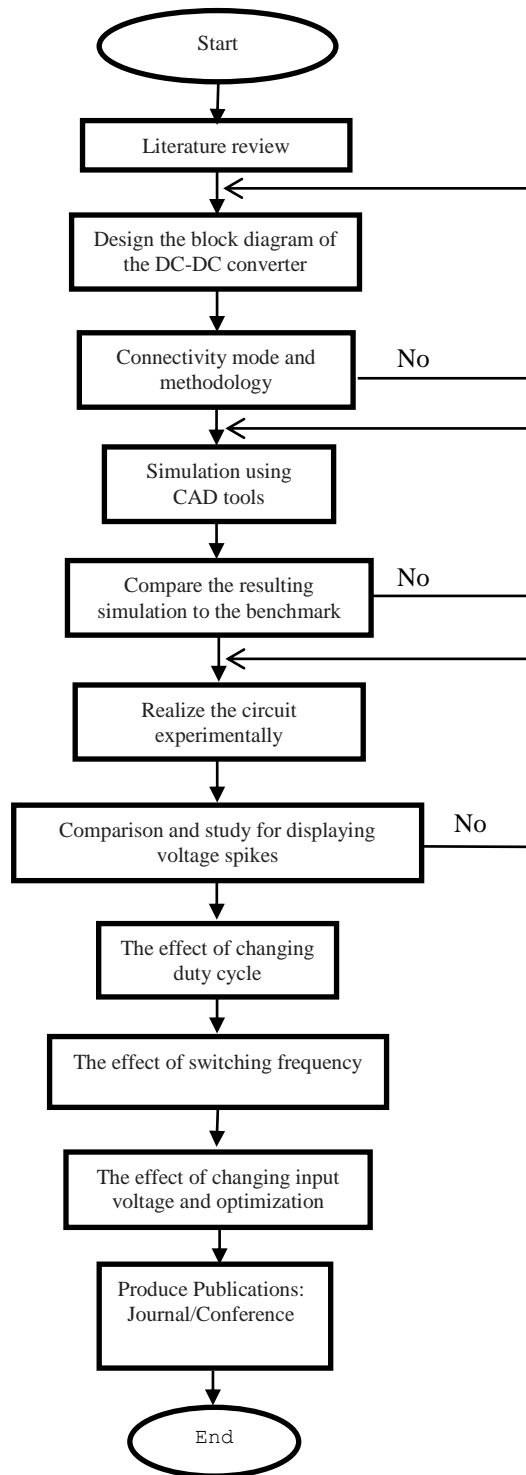 Start
Literature review
Design the block diagram of
the DC-DC converter
Connectivity mode and
methodology
No
Simulation using
CAD tools
Compare the resulting
simulation to the benchmark
No
Realize the circuit
experimentally
Comparison and study for displaying
voltage spikes
No
The effect of changing
duty cycle
The effect of switching frequency
The effect of changing input
voltage and optimization
Produce Publications:
Journal/Conference
End